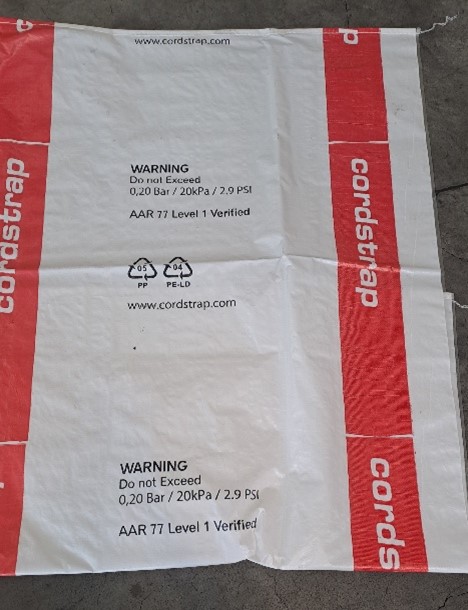 www.cordstrap.com
p
cordstrap
cordstrap
WARNING
Do not Exceed
0,20 Bar / 20kPa / 2.9 PSI
AAR 77 Level 1 Verified
05
PP
04
PE-LD
www.cordstrap.com
WARNING
Do not Exceed
0,20 Bar / 20kPa / 2.9 PSI
AAR 77 Level 1 Verified
cords